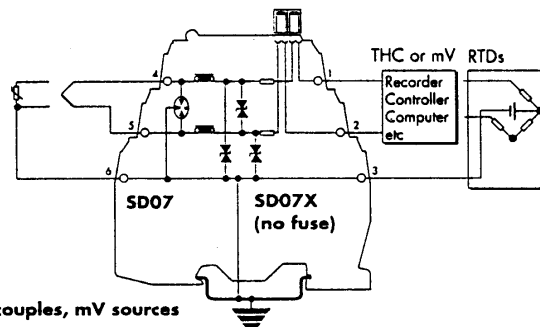 THC or mV RTDs
4
1
Recorder
Controller
Computer
etc
5
2
6
3
SD07
SD07X
(no fuse)
couples, mV sources